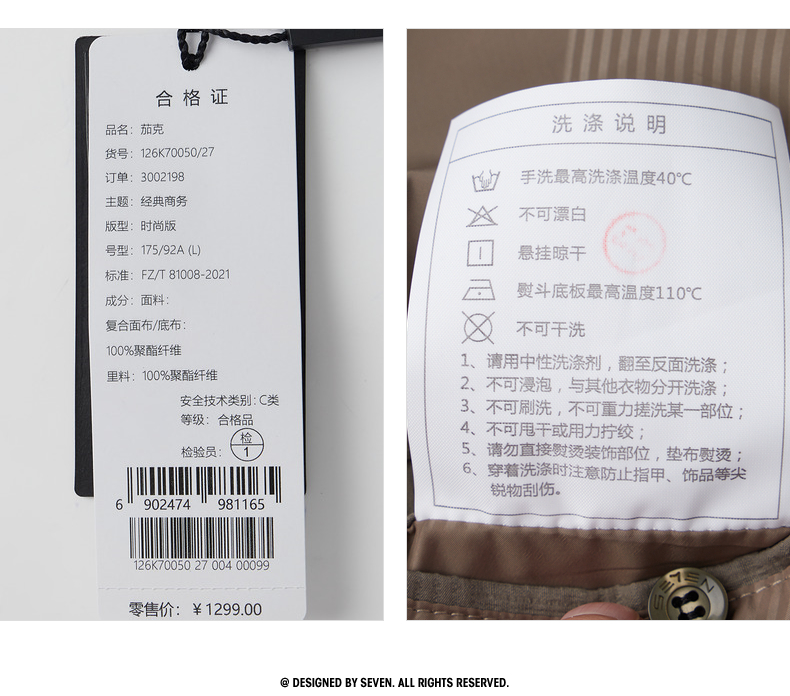 合格证
品名：茄克
货号：126K70050/27
订单：3002198
主题：经典商务
版型：时尚版
号型：175/92A (L)
标准：FZ/T 81008-2021
成分：面料：
复合面布/底布：
100%聚酯纤维
里料：100%聚酯纤维
安全技术类别：C类
等级：合格品
检验员：检1
6 902474 981165
126K70050 27 004 00099
零售价：￥1299.00
洗涤说明
手洗最高洗涤温度40℃
不可漂白
悬挂晾干
熨斗底板最高温度110℃
不可干洗
1、请用中性洗涤剂，翻至反面洗涤；
2、不可浸泡，与其他衣物分开洗涤；
3、不可刷洗，不可重力搓洗某一部位；
4、不可甩干或用力拧绞；
5、请勿直接熨烫装饰部位，垫布熨烫；
6、穿着洗涤时注意防止指甲、饰品等尖
锐物刮伤。
SEVEN
@ DESIGNED BY SEVEN. ALL RIGHTS RESERVED.